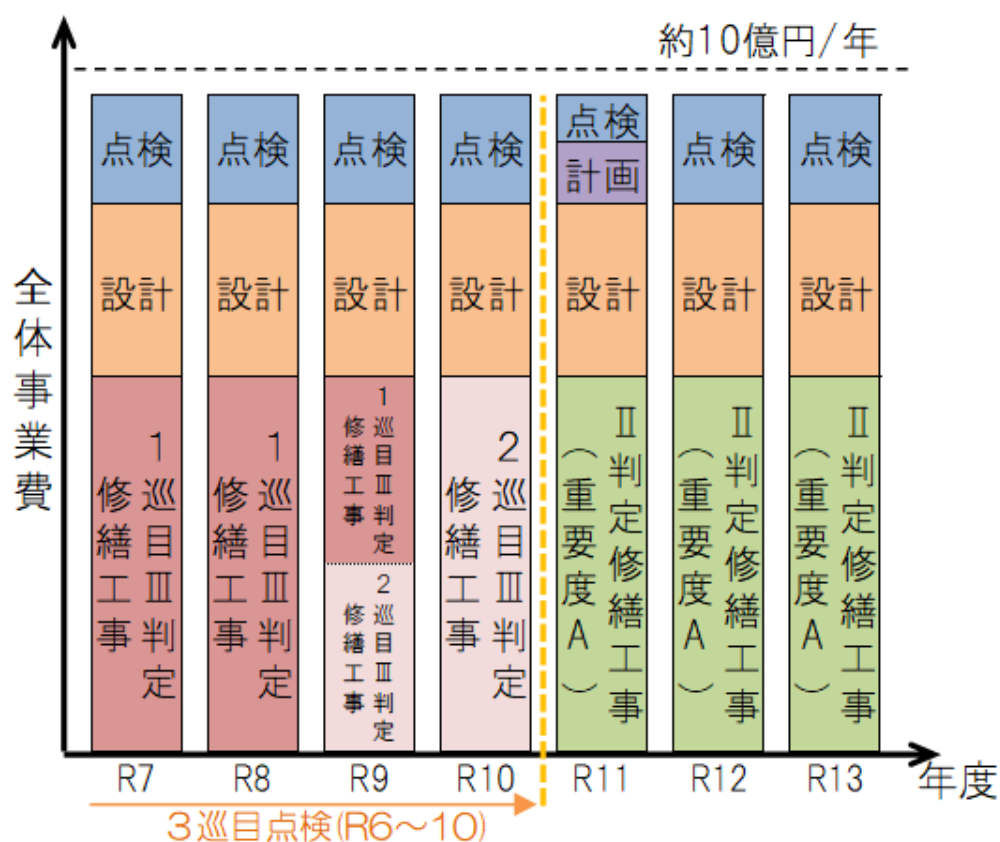 約10億円/年
全体事業費
点検
設計
1巡目Ⅲ判定
修繕工事
点検
設計
1巡目Ⅲ判定
修繕工事
点検
設計
1巡目Ⅲ判定
修繕工事
2巡目Ⅲ判定
修繕工事
点検
設計
2巡目Ⅲ判定
修繕工事
点検
計画
設計
Ⅱ判定修繕工事
(重要度A)
点検
設計
Ⅱ判定修繕工事
(重要度A)
点検
設計
Ⅱ判定修繕工事
(重要度A)
R7 R8 R9 R10 R11 R12 R13 年度
3巡目点検(R6〜10)